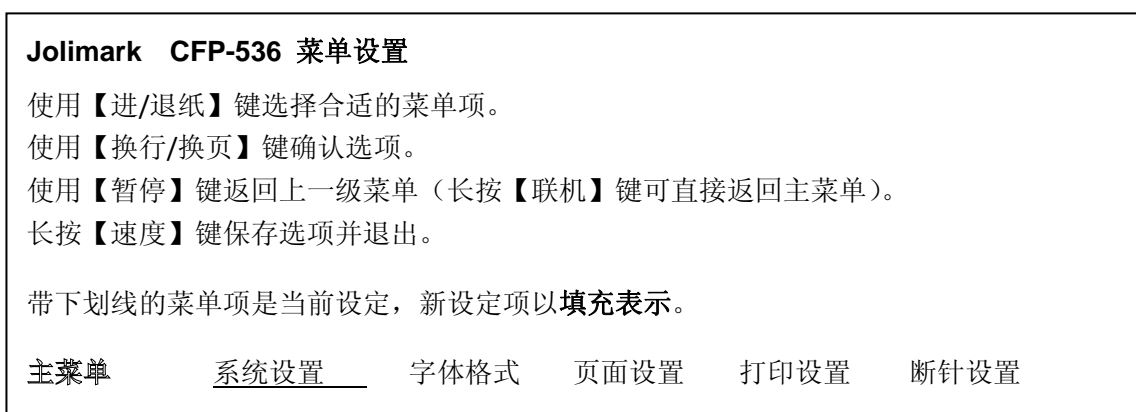 Jolimark CFP-536 菜单设置
使用【进/退纸】键选择合适的菜单项。
使用【换行/换页】键确认选项。
使用【暂停】键返回上一级菜单（长按【联机】键可直接返回主菜单）。
长按【速度】键保存选项并退出。
带下划线的菜单项是当前设定，新设定项以填充表示。
主菜单 系统设置 字体格式 页面设置 打印设置 断针设置